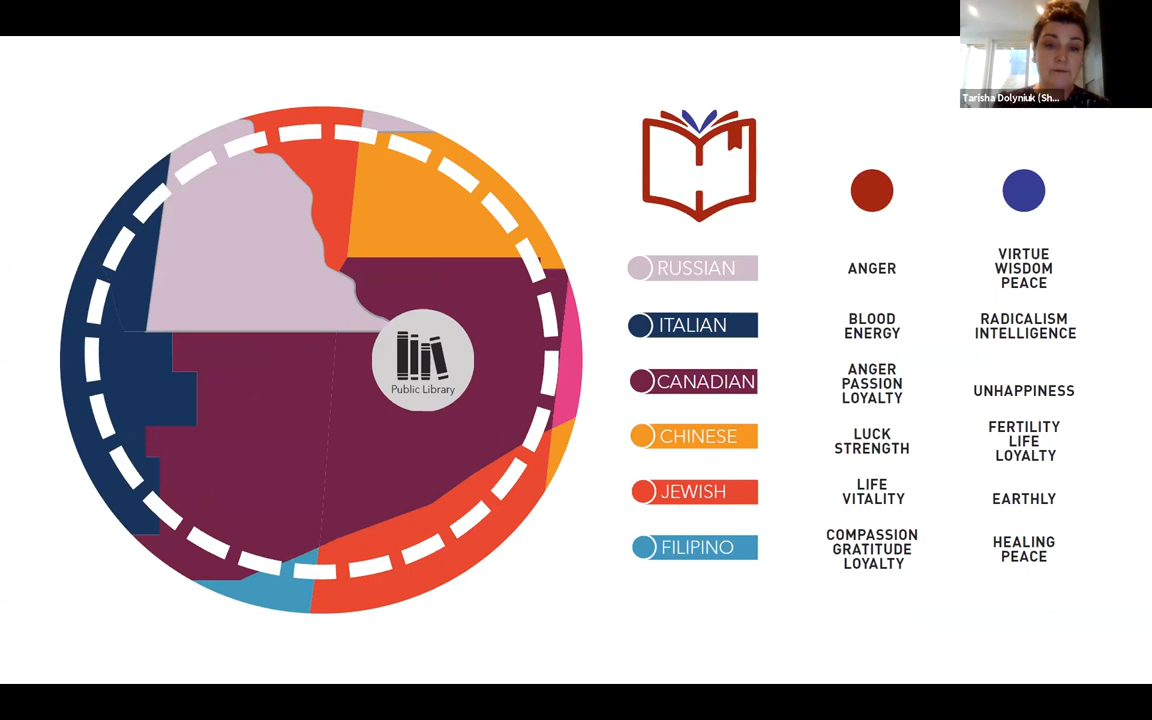 Tarisha Dolyniuk (Sh...
Public Library
RUSSIAN
ANGER
VIRTUE
WISDOM
PEACE
ITALIAN
BLOOD
ENERGY
RADICALISM
INTELLIGENCE
CANADIAN
ANGER
PASSION
LOYALTY
UNHAPPINESS
CHINESE
LUCK
STRENGTH
FERTILITY
LIFE
LOYALTY
JEWISH
LIFE
VITALITY
EARTHLY
FILIPINO
COMPASSION
GRATITUDE
LOYALTY
HEALING
PEACE